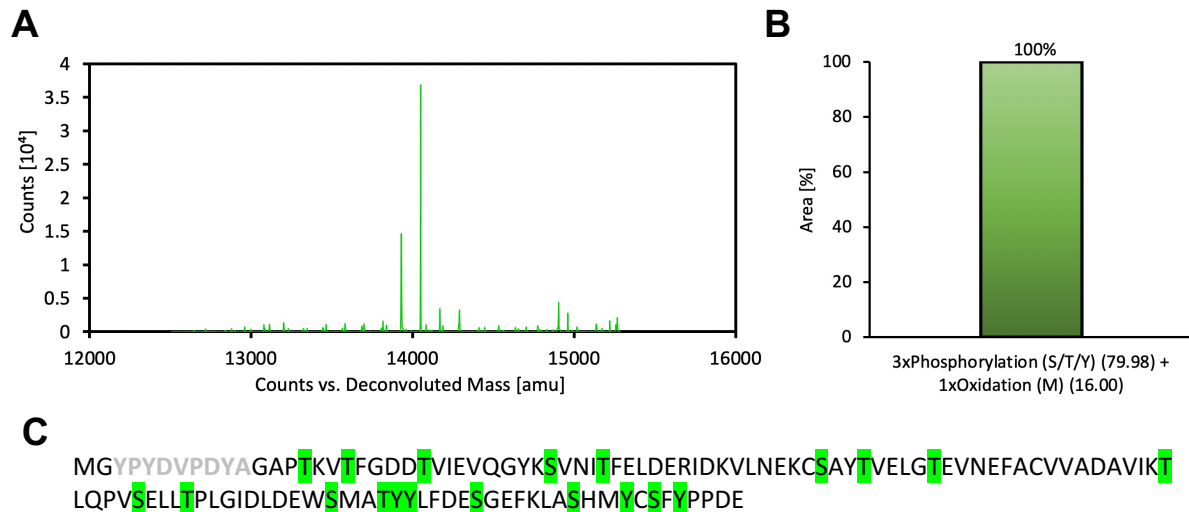 A
B
4
3.5
3
2.5
2
1.5
1
0.5
0
Counts [10⁴]
12000 13000 14000 15000 16000
Counts vs. Deconvoluted Mass [amu]
100%
100
80
60
40
20
0
Area [%]
3xPhosphorylation (S/T/Y) (79.98) +
1xOxidation (M) (16.00)
C
MGYPYDVPDYAGAPTKVTFGDDTVIEVQGYKSVNITFELDERIDKVLNEKCSAYTVELGTEVNEFACVVADAVIKT
LQPVSELLTPLGIDLDEWSMATYYLFDESGEFKLASHMYCSFYPPDE